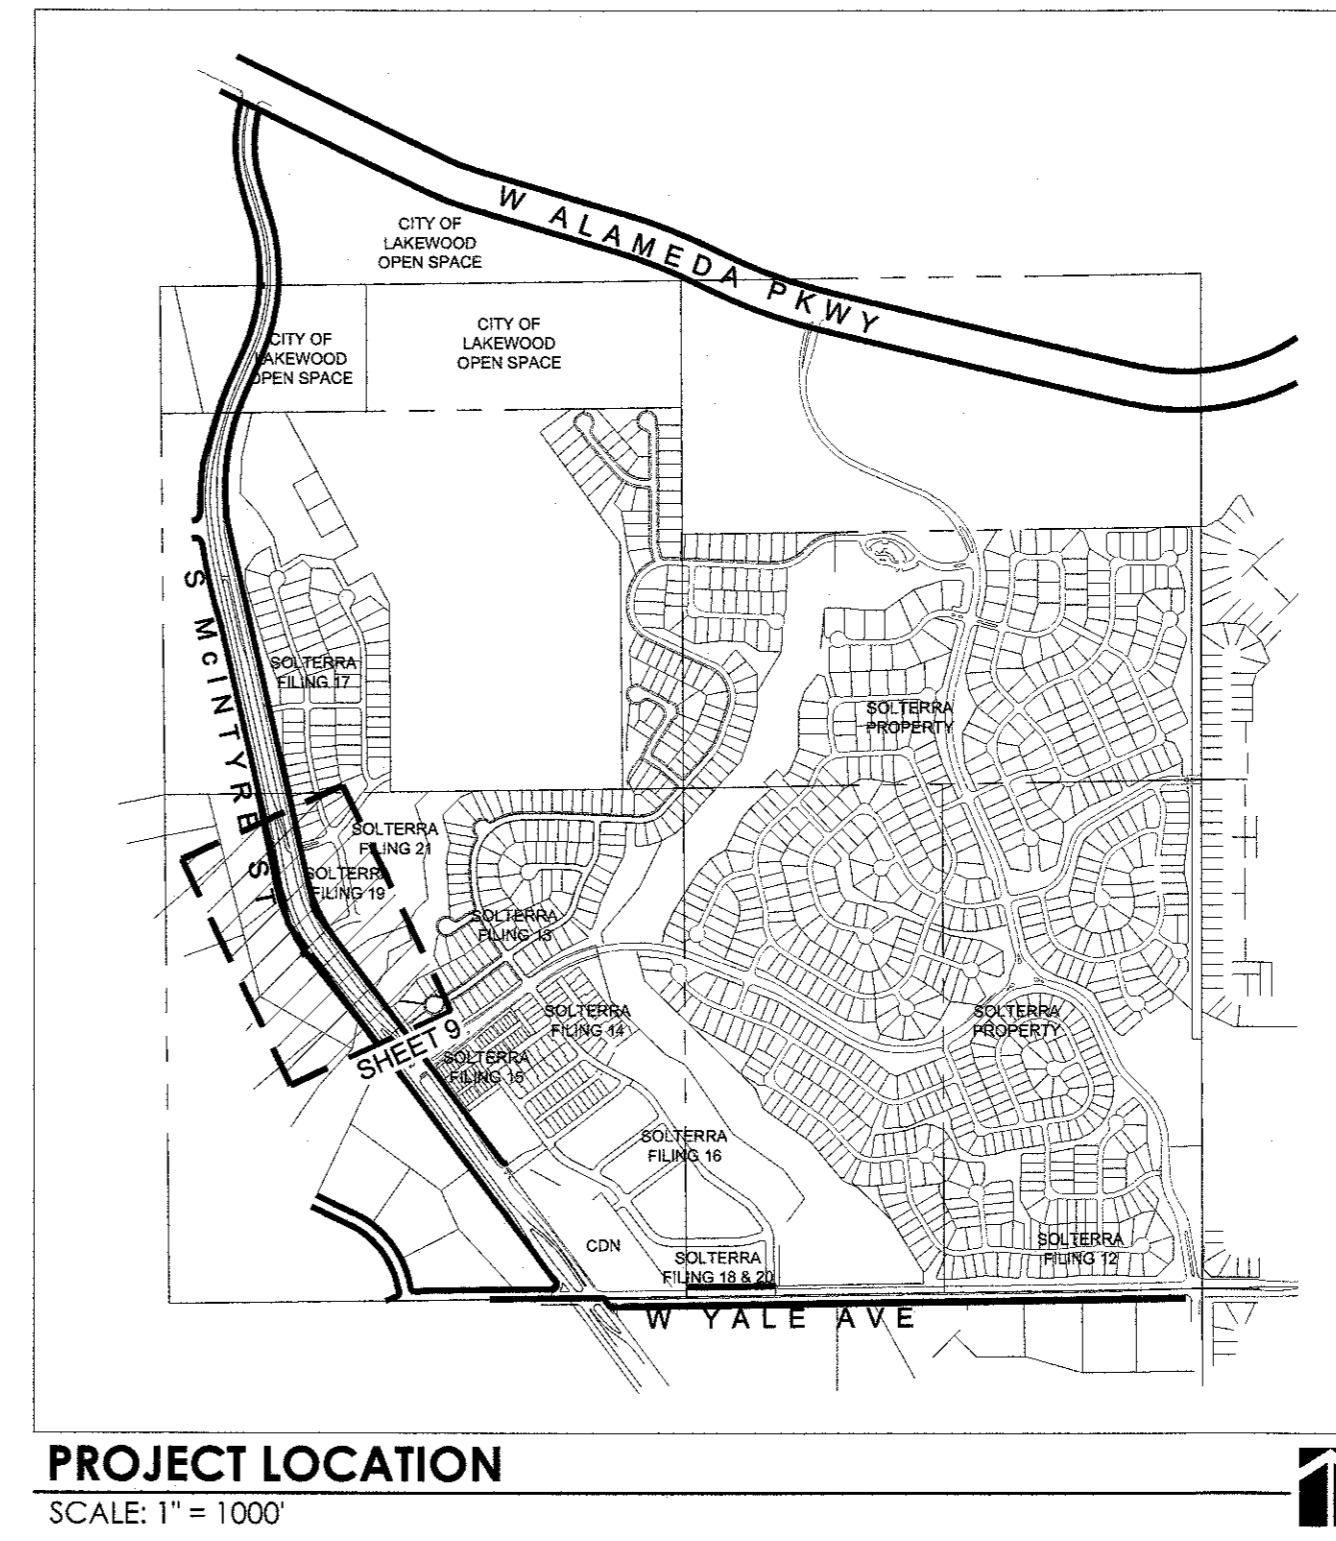 W ALAMEDA PKWY
CITY OF
LAKEWOOD
OPEN SPACE
CITY OF
LAKEWOOD
OPEN SPACE
CITY OF
LAKEWOOD
OPEN SPACE
S McINTYRE ST
SOLTERRA
FILING 17
SOLTERRA
PROPERTY
SOLTERRA
FILING 21
SOLTERRA
FILING 19
SOLTERRA
FILING 13
SOLTERRA
FILING 14
SOLTERRA
PROPERTY
SHEET 9
SOLTERRA
FILING 15
SOLTERRA
FILING 16
CDN
SOLTERRA
FILING 18 & 20
SOLTERRA
FILING 12
W YALE AVE
PROJECT LOCATION
SCALE: 1" = 1000'